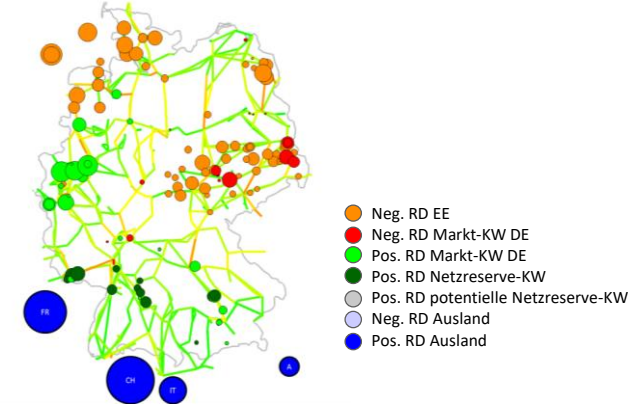 Neg. RD EE
Neg. RD Markt-KW DE
Pos. RD Markt-KW DE
Pos. RD Netzreserve-KW
Pos. RD potentielle Netzreserve-KW
Neg. RD Ausland
Pos. RD Ausland
FR
A
CH
IT